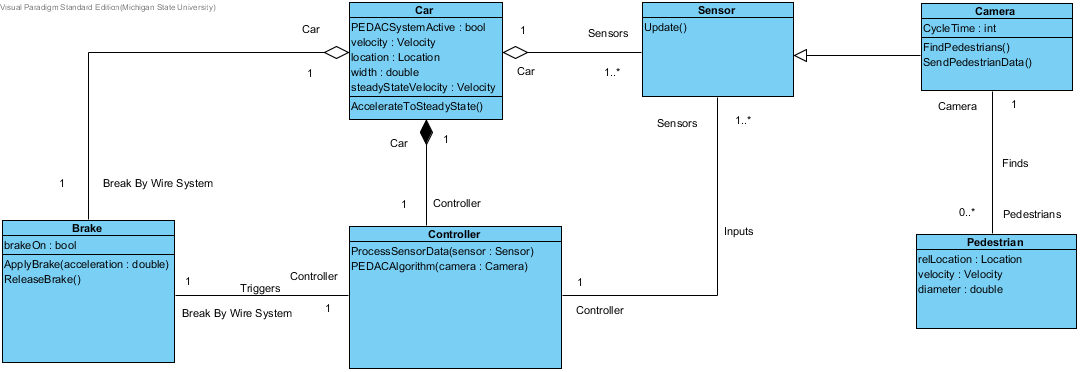 Visual Paradigm Standard Edition(Michigan State University)
Car
PEDACSystemActive : bool
velocity : Velocity
location : Location
width : double
steadyStateVelocity : Velocity
AccelerateToSteadyState()
Sensor
Update()
Camera
CycleTime : int
FindPedestrians()
SendPedestrianData()
Car
1
1
Sensors
Car
1..*
Camera
1
Sensors
1..*
Car
1
Finds
1
Break By Wire System
1
Controller
0..*
Pedestrians
Brake
brakeOn : bool
ApplyBrake(acceleration : double)
ReleaseBrake()
Controller
ProcessSensorData(sensor : Sensor)
PEDACAlgorithm(camera : Camera)
Inputs
Pedestrian
relLocation : Location
velocity : Velocity
diameter : double
1
Controller
Triggers
Break By Wire System
1
1
Controller